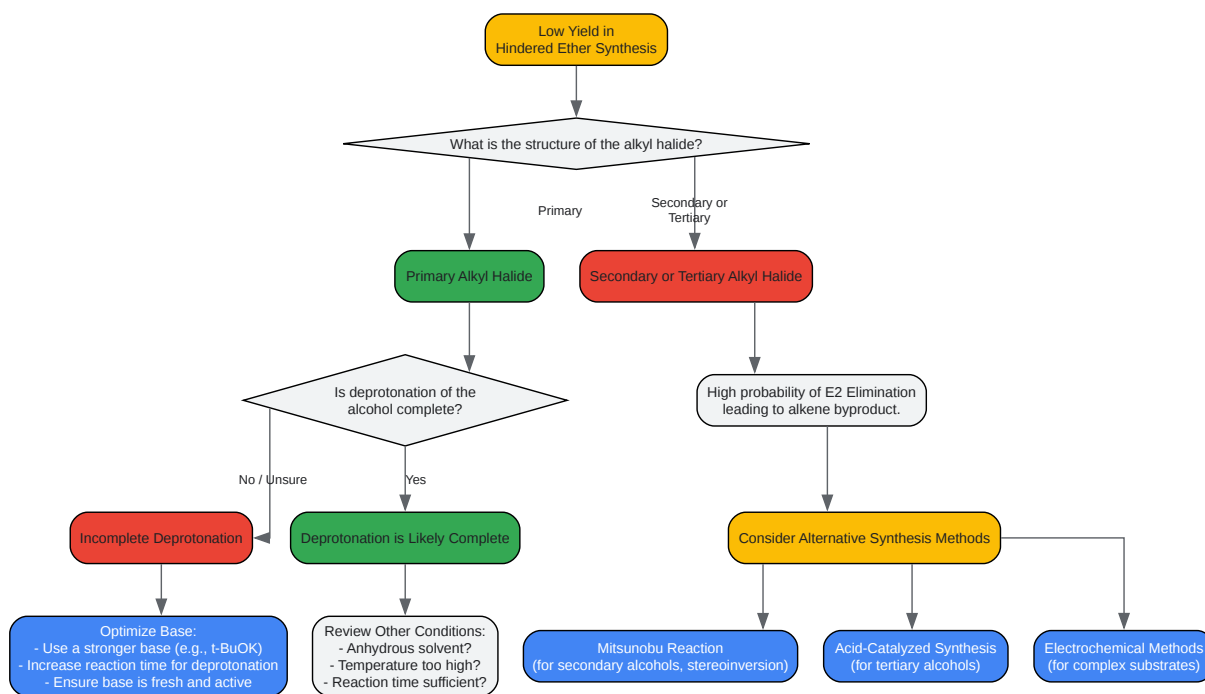 Low Yield in
Hindered Ether Synthesis
What is the structure of the alkyl halide?
Primary
Secondary or
Tertiary
Primary Alkyl Halide
Secondary or Tertiary Alkyl Halide
Is deprotonation of the
alcohol complete?
High probability of E2 Elimination
leading to alkene byproduct.
No / Unsure
Yes
Incomplete Deprotonation
Deprotonation is Likely Complete
Consider Alternative Synthesis Methods
Optimize Base:
- Use a stronger base (e.g., t-BuOK)
- Increase reaction time for deprotonation
- Ensure base is fresh and active
Review Other Conditions:
- Anhydrous solvent?
- Temperature too high?
- Reaction time sufficient?
Mitsunobu Reaction
(for secondary alcohols, stereoinversion)
Acid-Catalyzed Synthesis
(for tertiary alcohols)
Electrochemical Methods
(for complex substrates)